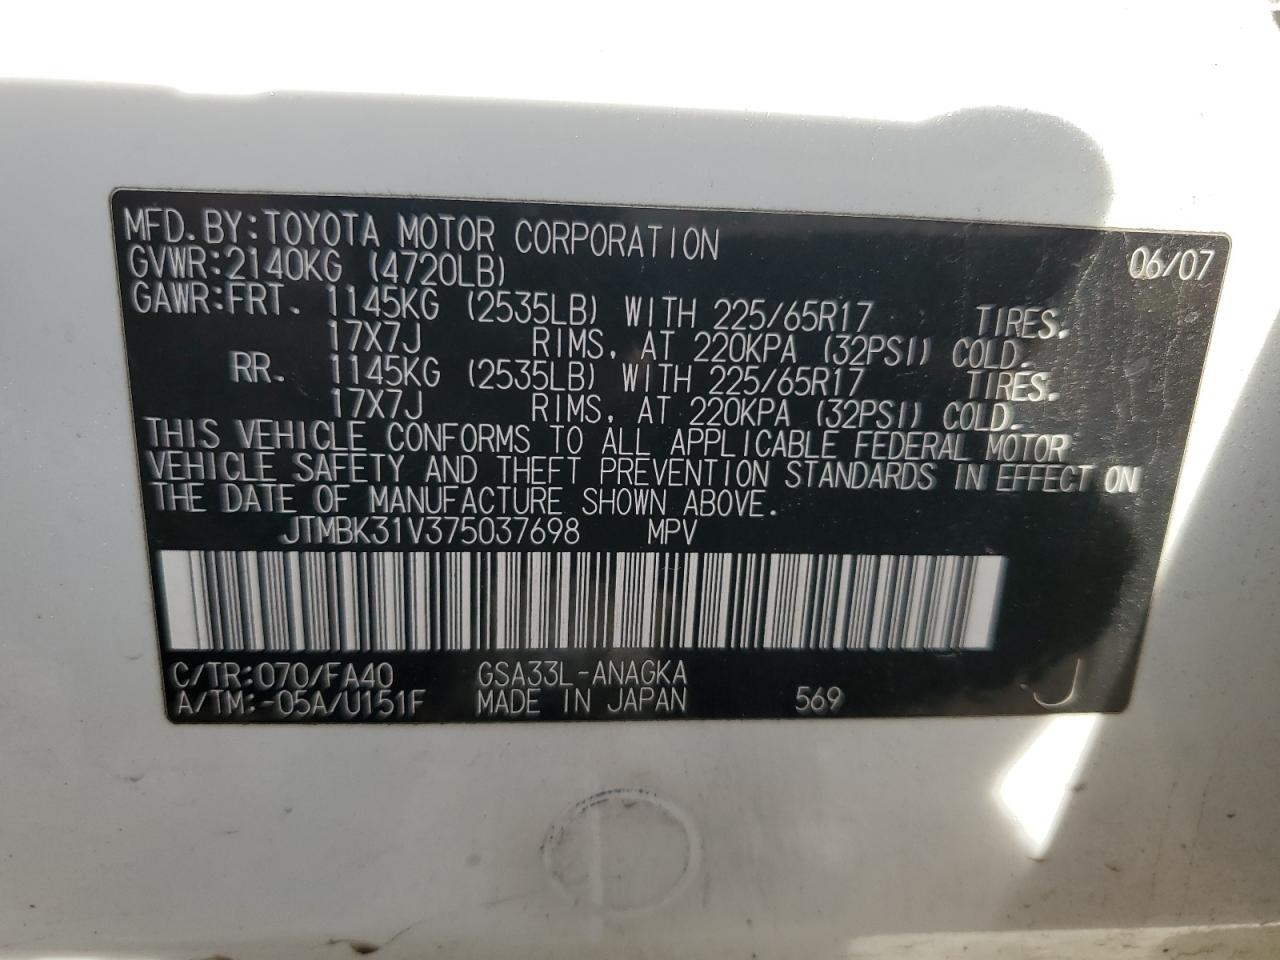 MFD. BY: TOYOTA MOTOR CORPORATION 06/07
GVWR: 2140KG (4720LB)
GAWR: FRT. 1145KG (2535LB) WITH 225/65R17 TIRES.
17X7J RIMS, AT 220KPA (32PSI) COLD.
RR. 1145KG (2535LB) WITH 225/65R17 TIRES.
17X7J RIMS, AT 220KPA (32PSI) COLD.
THIS VEHICLE CONFORMS TO ALL APPLICABLE FEDERAL MOTOR
VEHICLE SAFETY AND THEFT PREVENTION STANDARDS IN EFFECT ON
THE DATE OF MANUFACTURE SHOWN ABOVE.
JTMBK31V375037698 MPV
C/TR: 070/FA40 GSA33L-ANAGKA
A/TM: -05A/U151F MADE IN JAPAN 569 J